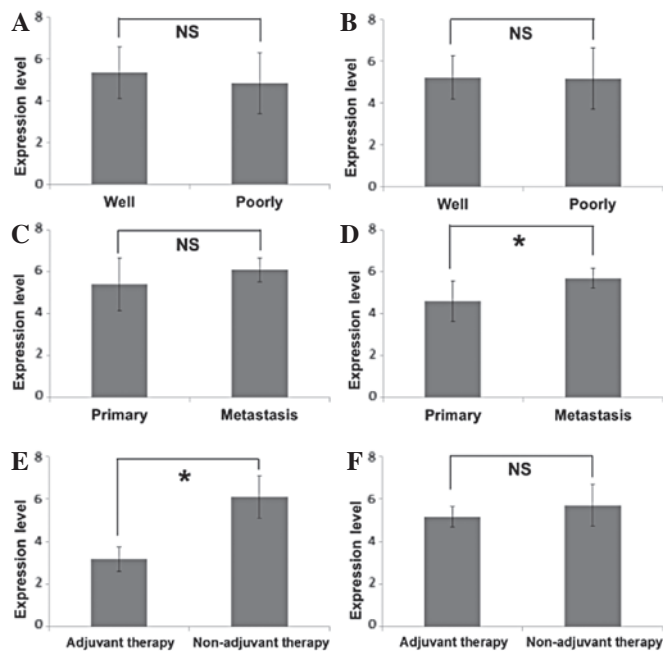 A
Expression level
8
6
4
2
0
NS
Well Poorly
B
Expression level
8
6
4
2
0
NS
Well Poorly
C
Expression level
8
6
4
2
0
NS
Primary Metastasis
D
Expression level
8
6
4
2
0
*
Primary Metastasis
E
Expression level
8
6
4
2
0
*
Adjuvant therapy Non-adjuvant therapy
F
Expression level
8
6
4
2
0
NS
Adjuvant therapy Non-adjuvant therapy